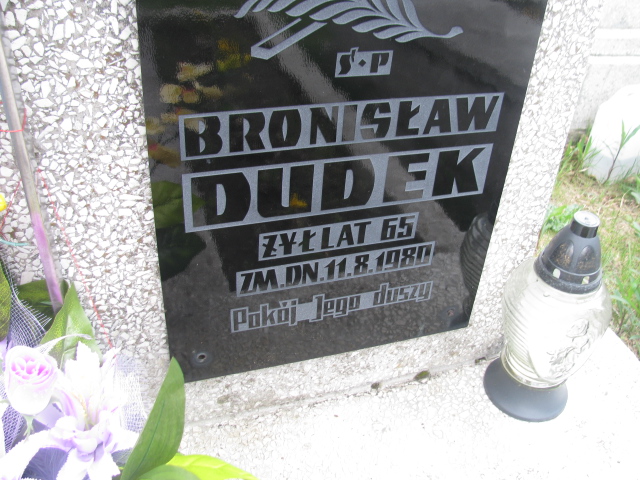 Ś.P
BRONISŁAW
DUDEK
ŻYŁ LAT 65
ZM.DN.11.8.1980
Pokój Jego duszy